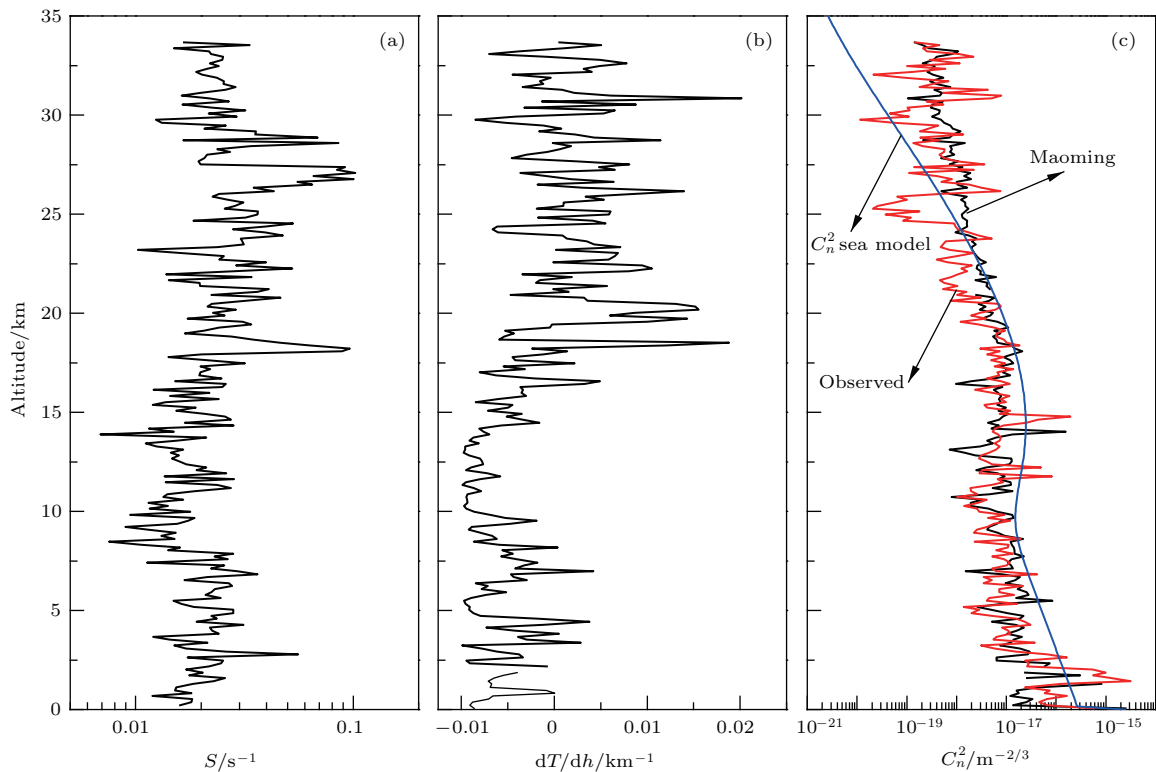 35
30
25
20
15
10
5
0
Altitude/km
(a)
0.01
0.1
S/s⁻¹
(b)
−0.01
0
0.01
0.02
dT/dh/km⁻¹
(c)
Maoming
Cₙ² sea model
Observed
10⁻²¹
10⁻¹⁹
10⁻¹⁷
10⁻¹⁵
Cₙ²/m⁻²/³